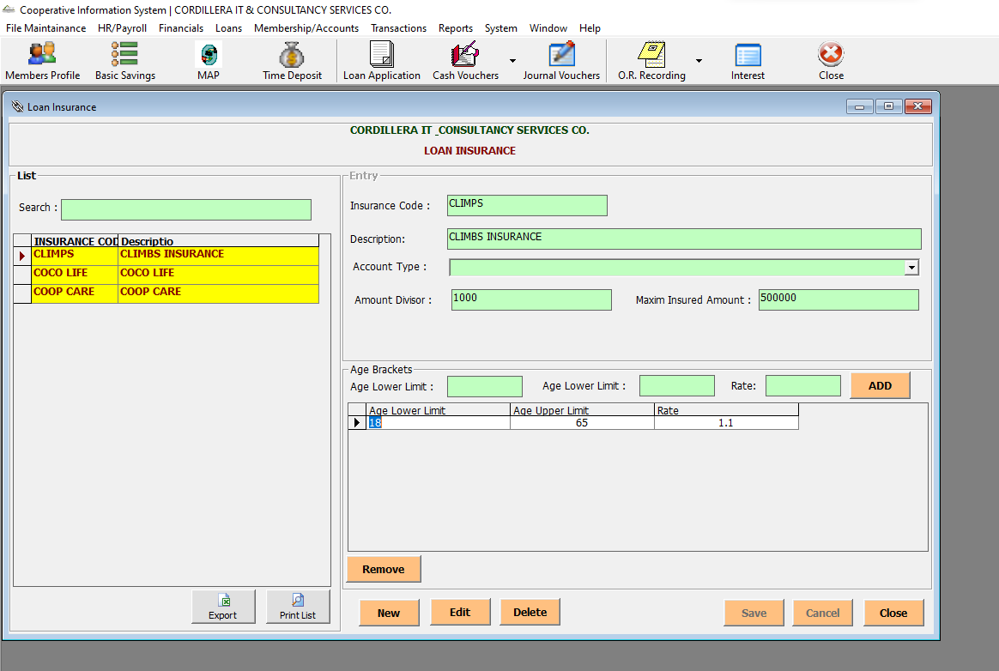 Cooperative Information System | CORDILLERA IT & CONSULTANCY SERVICES CO.
File Maintainance HR/Payroll Financials Loans Membership/Accounts Transactions Reports System Window Help
Members Profile Basic Savings MAP Time Deposit Loan Application Cash Vouchers Journal Vouchers O.R. Recording Interest Close
Loan Insurance
CORDILLERA IT _CONSULTANCY SERVICES CO.
LOAN INSURANCE
List
Search :
INSURANCE COD Descriptio
CLIMPS CLIMBS INSURANCE
COCO LIFE COCO LIFE
COOP CARE COOP CARE
Export Print List
Entry
Insurance Code : CLIMPS
Description: CLIMBS INSURANCE
Account Type :
Amount Divisor : 1000 Maxim Insured Amount : 500000
Age Brackets
Age Lower Limit : Age Lower Limit : Rate: ADD
Age Lower Limit Age Upper Limit Rate
18 65 1.1
Remove
New Edit Delete Save Cancel Close